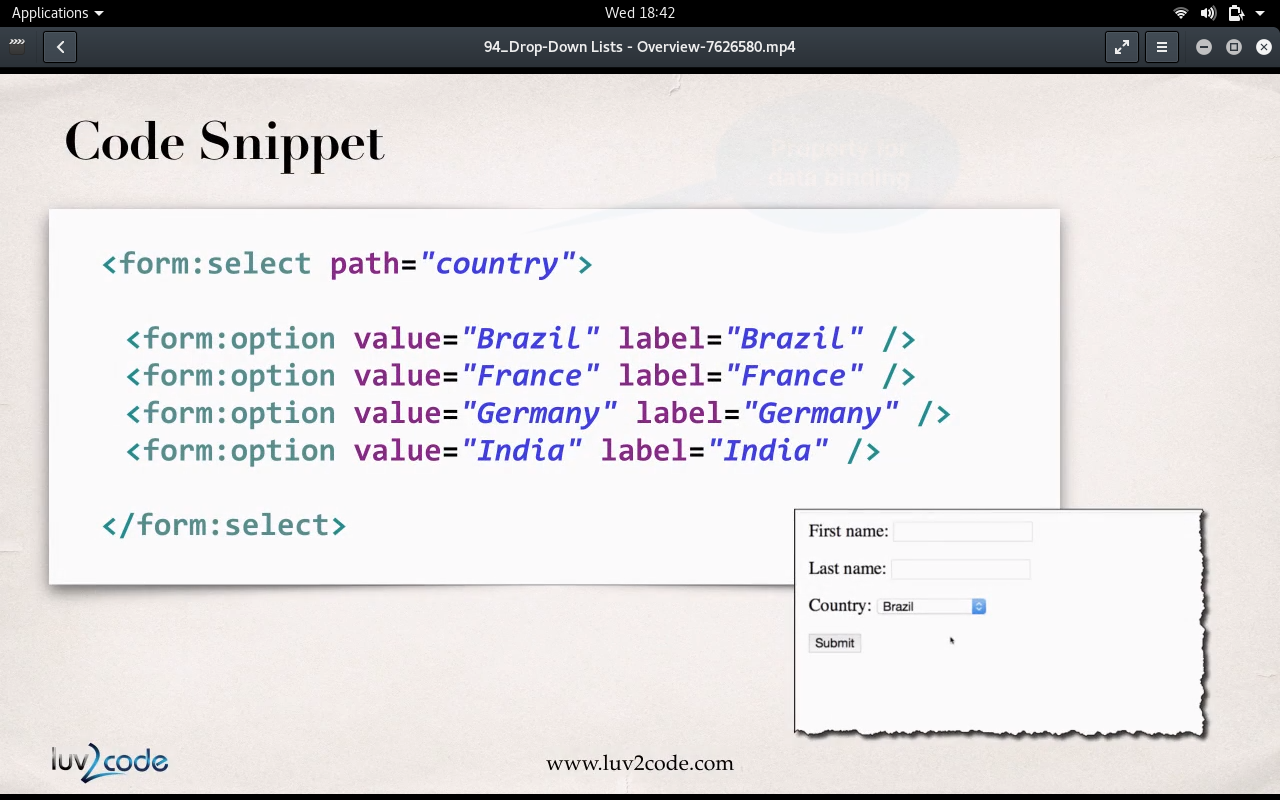 Applications
Wed 18:42
94_Drop-Down Lists - Overview-7626580.mp4
Code Snippet
Property for
data binding
<form:select path="country">
<form:option value="Brazil" label="Brazil" />
<form:option value="France" label="France" />
<form:option value="Germany" label="Germany" />
<form:option value="India" label="India" />
</form:select>
First name:
Last name:
Country: Brazil
Submit
luv2code
www.luv2code.com